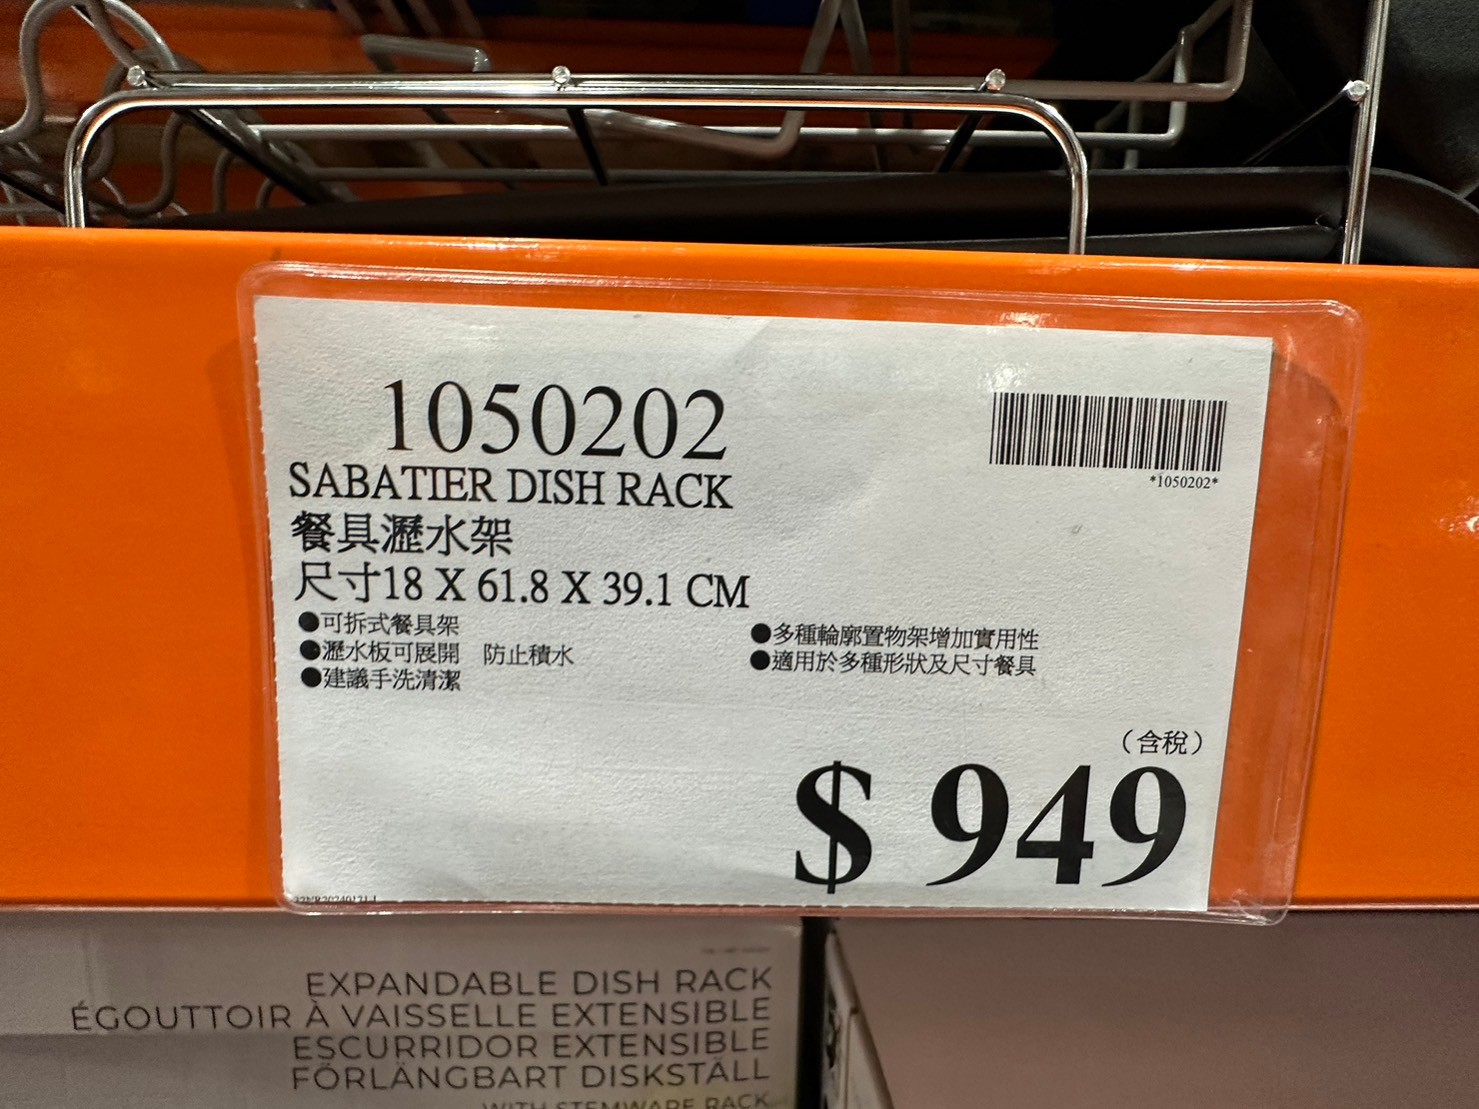 1050202
*1050202*
SABATIER DISH RACK
餐具瀝水架
尺寸18 X 61.8 X 39.1 CM
●可拆式餐具架
●瀝水板可展開 防止積水
●建議手洗清潔
●多種輪廓置物架增加實用性
●適用於多種形狀及尺寸餐具
(含稅)
$ 949
EXPANDABLE DISH RACK
ÉGOUTTOIR À VAISSELLE EXTENSIBLE
ESCURRIDOR EXTENSIBLE
FÖRLÄNGBART DISKSTÄLL
WITH STEMWARE RACK